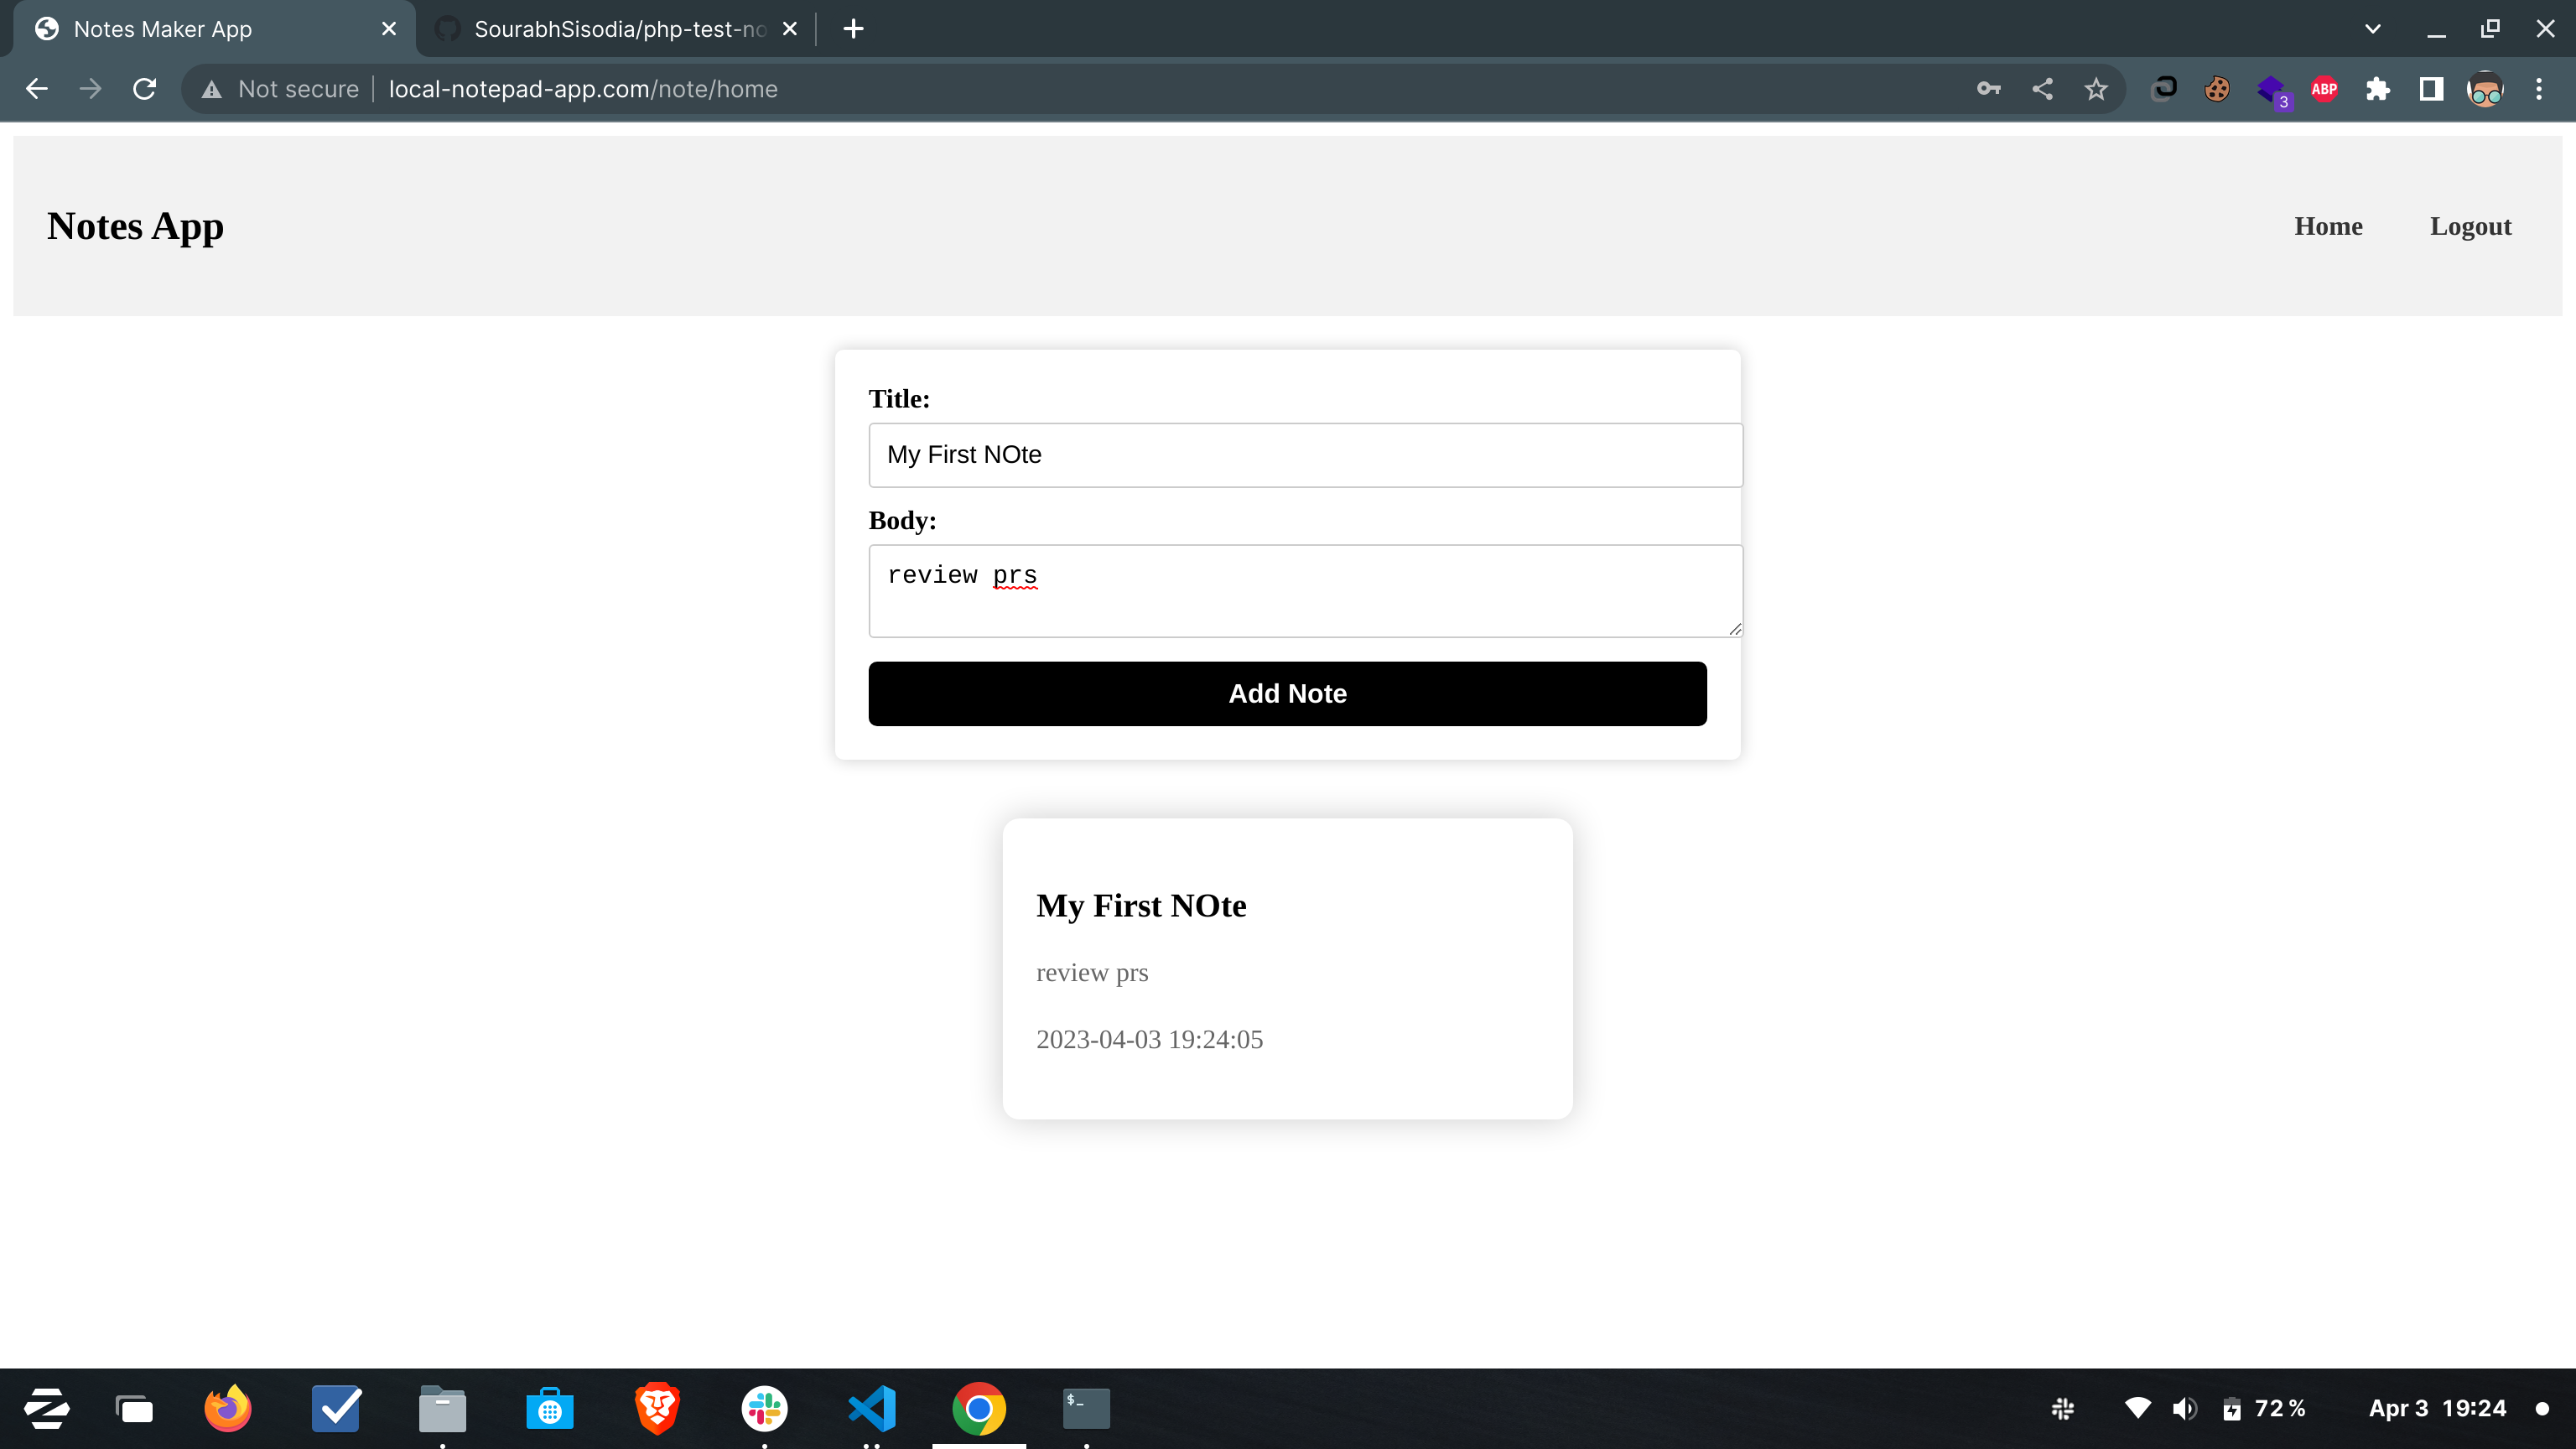 Notes Maker App
SourabhSisodia/php-test-no
Not secure
local-notepad-app.com/note/home
3
ABP
Notes App
Home
Logout
Title:
My First NOte
Body:
review prs
Add Note
My First NOte
review prs
2023-04-03 19:24:05
$_
72 %
Apr 3 19:24